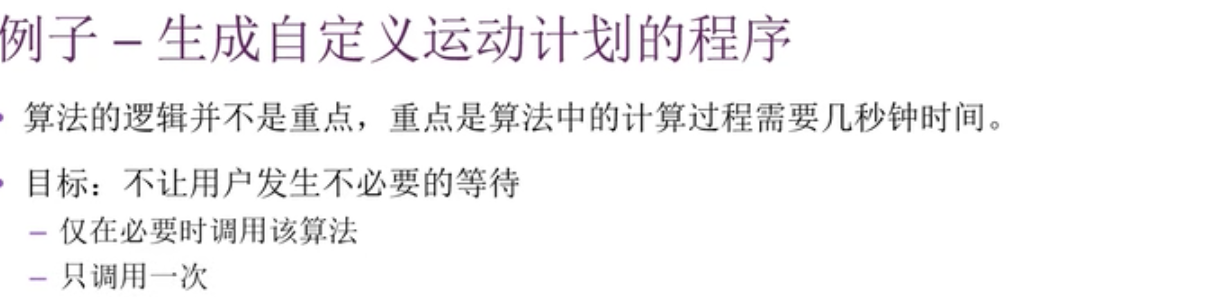 例子 – 生成自定义运动计划的程序
• 算法的逻辑并不是重点，重点是算法中的计算过程需要几秒钟时间。
• 目标：不让用户发生不必要的等待
– 仅在必要时调用该算法
– 只调用一次